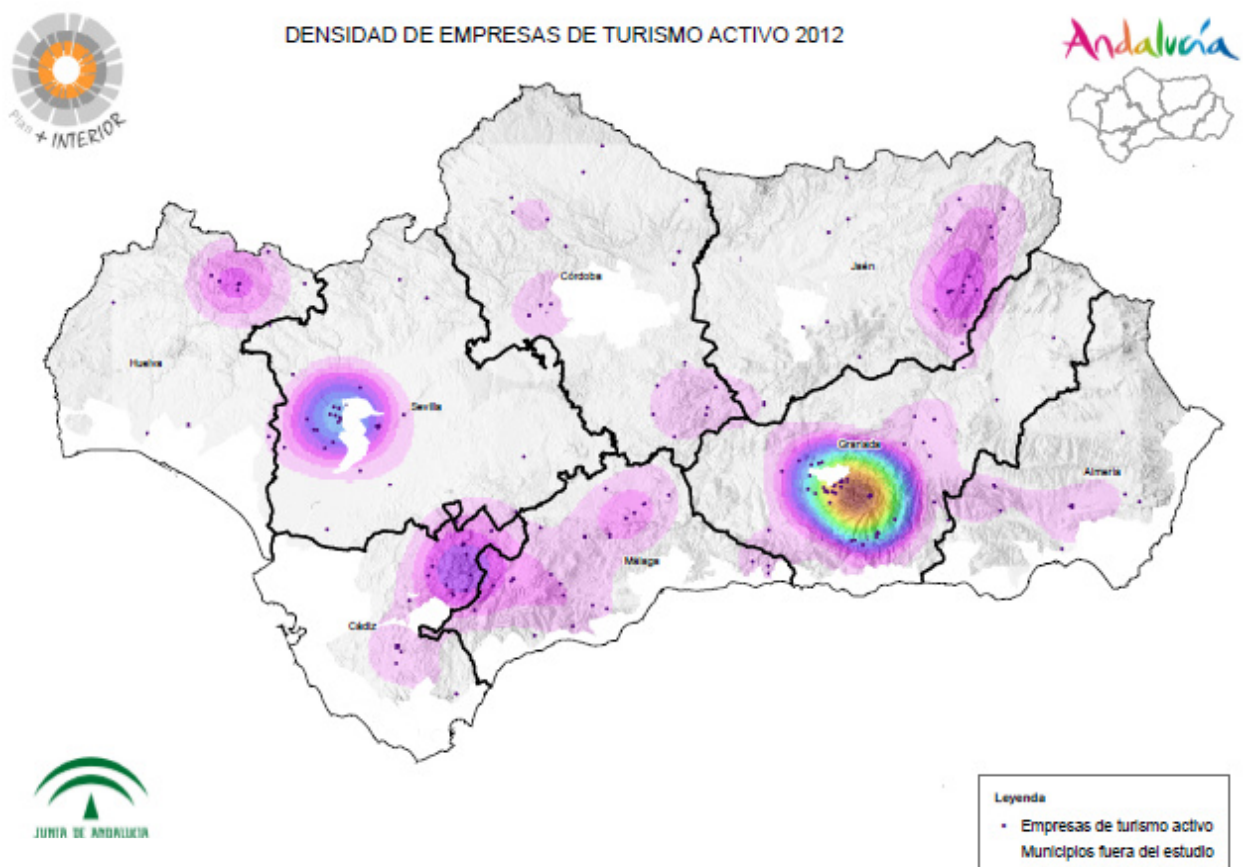 DENSIDAD DE EMPRESAS DE TURISMO ACTIVO 2012
Andalucía
Plan + INTERIOR
Córdoba
Jaén
Huelva
Sevilla
Granada
Almería
Málaga
Cádiz
JUNTA DE ANDALUCIA
Leyenda
Empresas de turismo activo
Municipios fuera del estudio